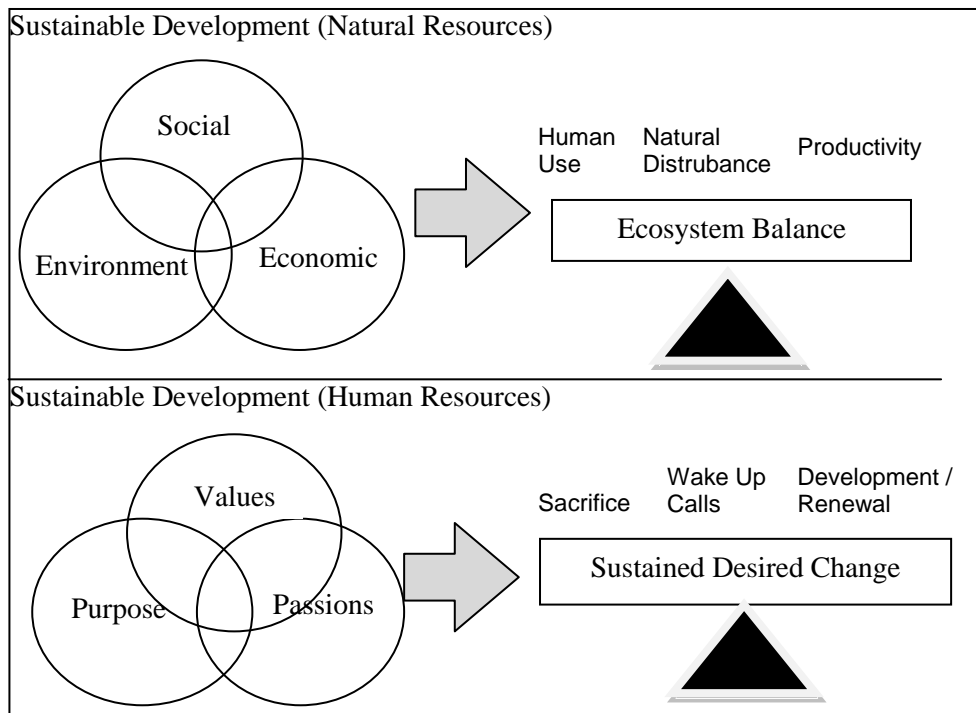 Sustainable Development (Natural Resources)
Social
Environment
Economic
Human
Use
Natural
Distrubance
Productivity
Ecosystem Balance
Sustainable Development (Human Resources)
Values
Purpose
Passions
Sacrifice
Wake Up
Calls
Development /
Renewal
Sustained Desired Change